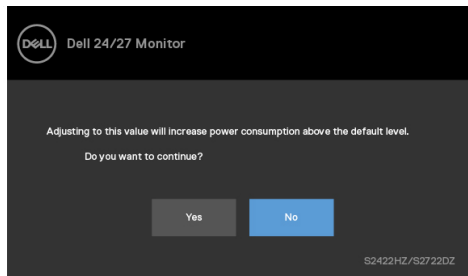 DELL
Dell 24/27 Monitor
Adjusting to this value will increase power consumption above the default level.
Do you want to continue?
Yes
No
S2422HZ/S2722DZ